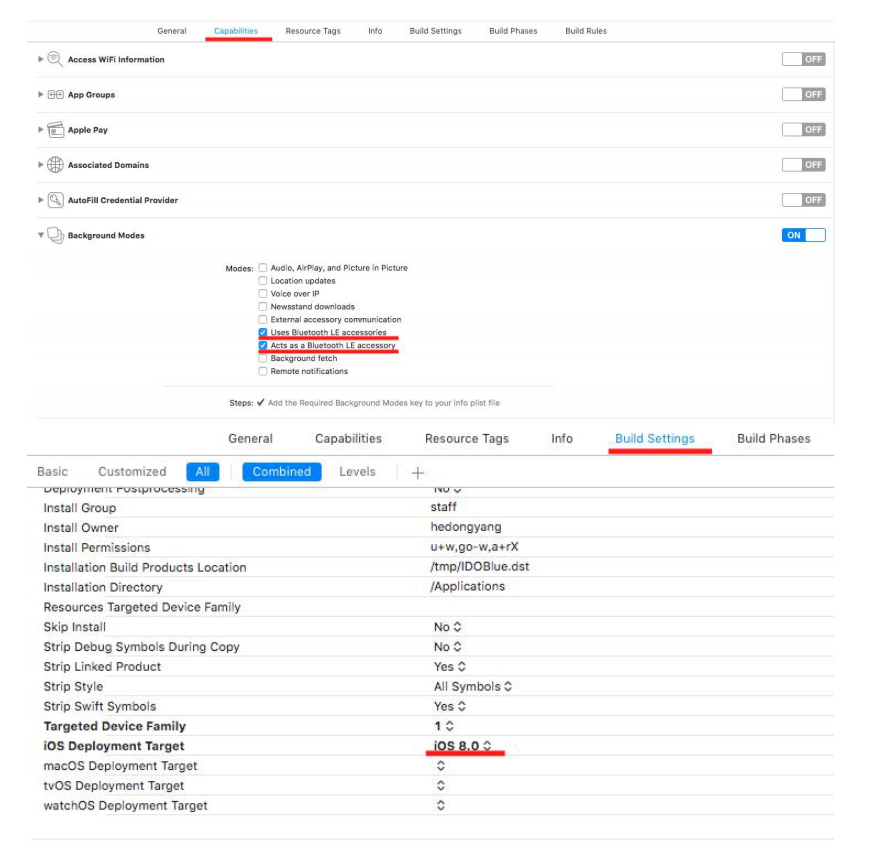 General Capabilities Resource Tags Info Build Settings Build Phases Build Rules
Access WiFi Information OFF
App Groups OFF
Apple Pay OFF
Associated Domains OFF
AutoFill Credential Provider OFF
Background Modes ON
Modes: Audio, AirPlay, and Picture in Picture
Location updates
Voice over IP
Newsstand downloads
External accessory communication
Uses Bluetooth LE accessories
Acts as a Bluetooth LE accessory
Background fetch
Remote notifications
Steps: ✓ Add the Required Background Modes key to your info plist file
General Capabilities Resource Tags Info Build Settings Build Phases
Basic Customized All Combined Levels +
Deployment Postprocessing No
Install Group staff
Install Owner hedongyang
Install Permissions u+w,go-w,a+rX
Installation Build Products Location /tmp/IDOBlue.dst
Installation Directory /Applications
Resources Targeted Device Family
Skip Install No
Strip Debug Symbols During Copy No
Strip Linked Product Yes
Strip Style All Symbols
Strip Swift Symbols Yes
Targeted Device Family 1
iOS Deployment Target iOS 8.0
macOS Deployment Target
tvOS Deployment Target
watchOS Deployment Target